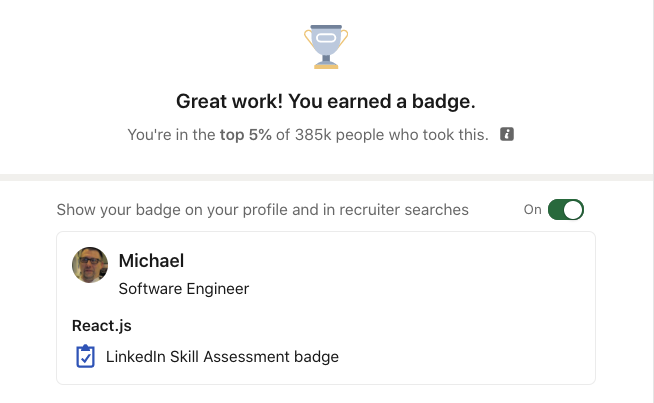 Great work! You earned a badge.
You're in the top 5% of 385k people who took this.
Show your badge on your profile and in recruiter searches
On
Michael
Software Engineer
React.js
LinkedIn Skill Assessment badge